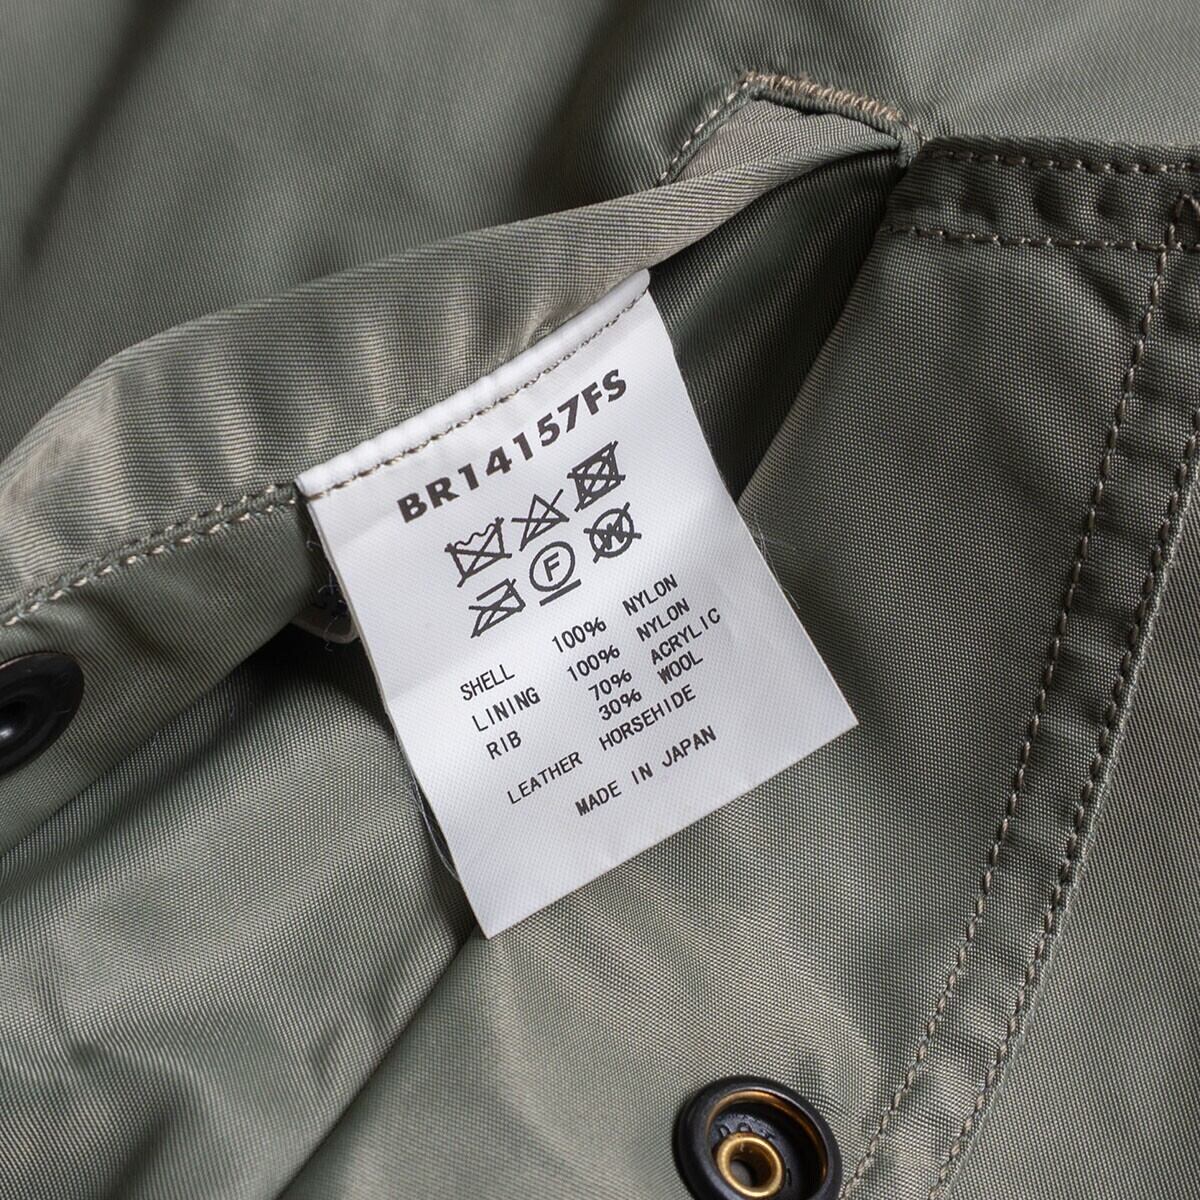 BR14157FS
F W
SHELL 100% NYLON
LINING 100% NYLON
RIB 70% ACRYLIC
30% WOOL
LEATHER HORSEHIDE
MADE IN JAPAN